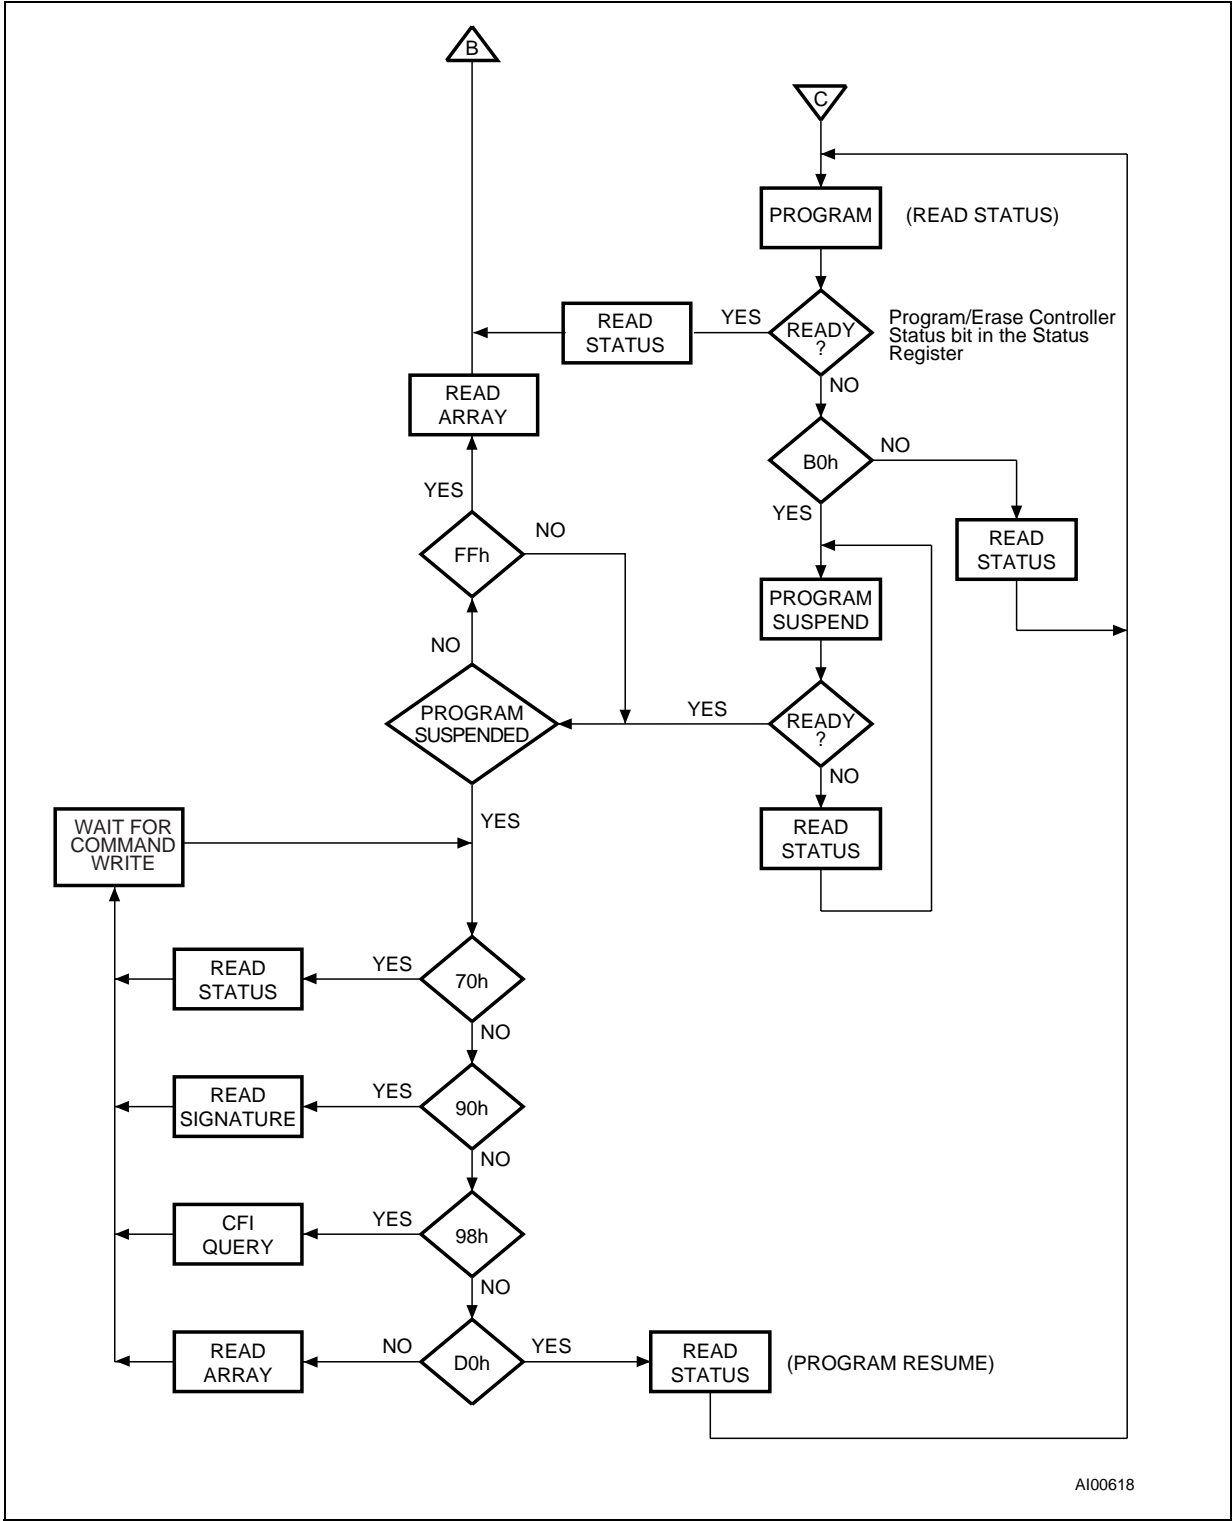 B
C
PROGRAM
(READ STATUS)
READ
STATUS
YES
READY
?
Program/Erase Controller
Status bit in the Status
Register
NO
READ
ARRAY
B0h
NO
YES
YES
FFh
NO
READ
STATUS
PROGRAM
SUSPEND
NO
PROGRAM
SUSPENDED
YES
READY
?
NO
YES
WAIT FOR
COMMAND
WRITE
READ
STATUS
READ
STATUS
YES
70h
NO
READ
SIGNATURE
YES
90h
NO
CFI
QUERY
YES
98h
NO
READ
ARRAY
NO
D0h
YES
READ
STATUS
(PROGRAM RESUME)
AI00618